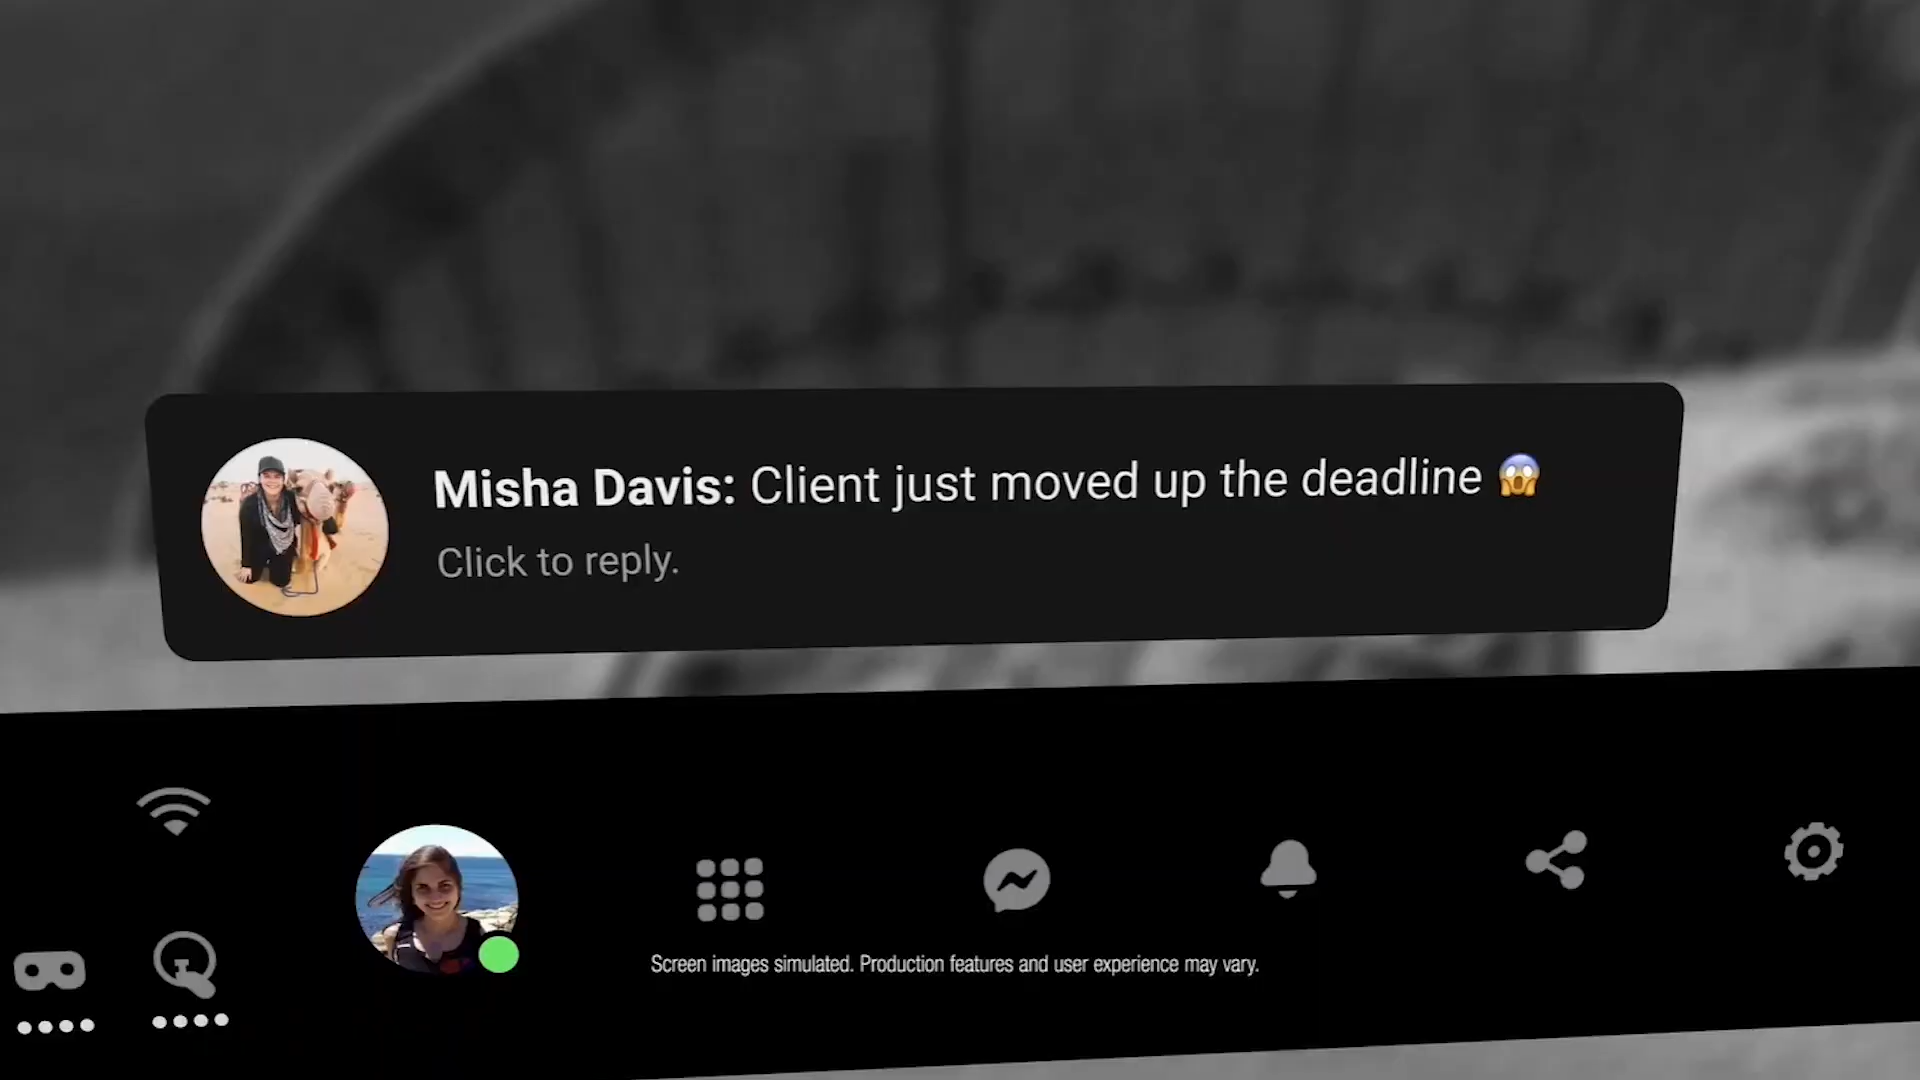 Misha Davis: Client just moved up the deadline 😱
Click to reply.
Screen images simulated. Production features and user experience may vary.